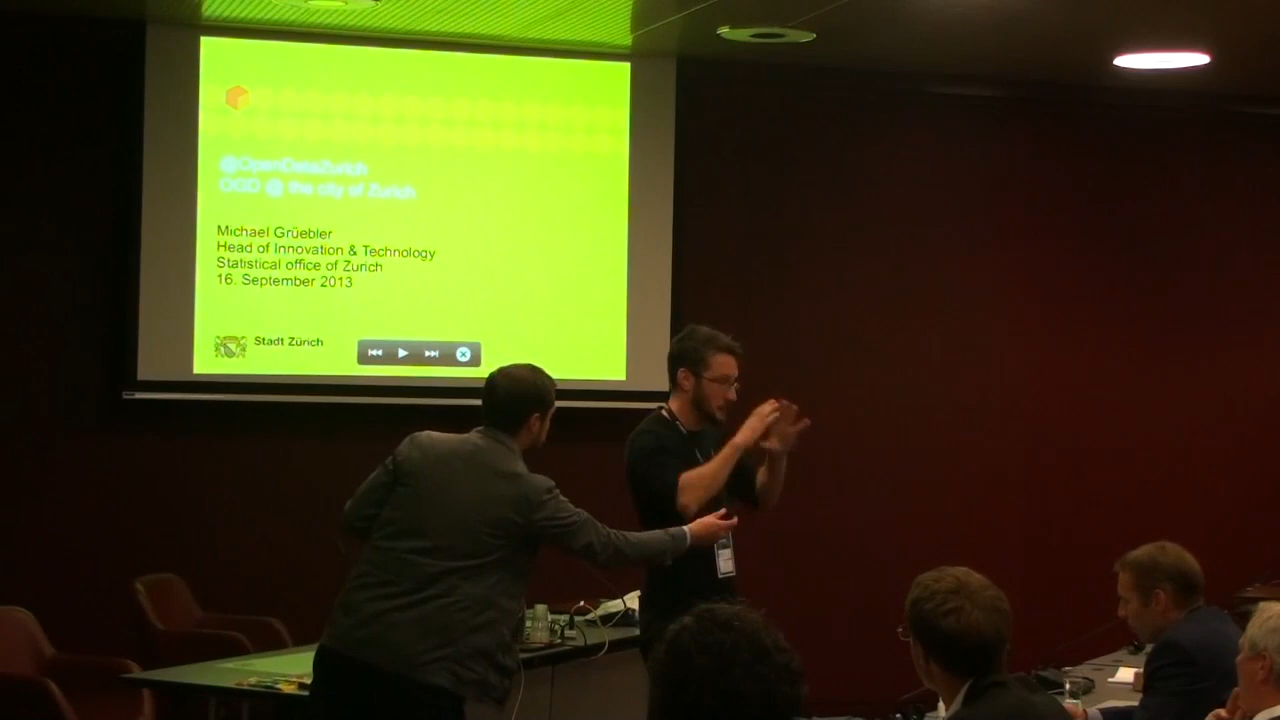 @OpenDataZurich
OGD @ the city of Zurich
Michael Grüebler
Head of Innovation & Technology
Statistical office of Zurich
16. September 2013
Stadt Zürich